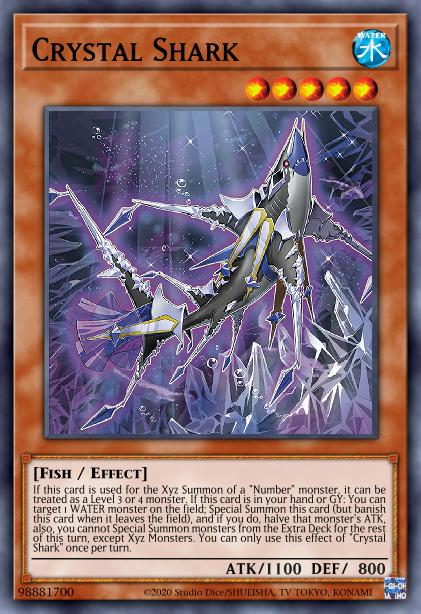 Crystal Shark
WATER
水
[Fish / Effect]
If this card is used for the Xyz Summon of a "Number" monster, it can be
treated as a Level 3 or 4 monster. If this card is in your hand or GY: You can
target 1 WATER monster on the field; Special Summon this card (but banish
this card when it leaves the field), and if you do, halve that monster's ATK,
also, you cannot Special Summon monsters from the Extra Deck for the rest
of this turn, except Xyz Monsters. You can only use this effect of "Crystal
Shark" once per turn.
ATK/1100 DEF/ 800
98881700
©2020 Studio Dice/SHUEISHA, TV TOKYO, KONAMI